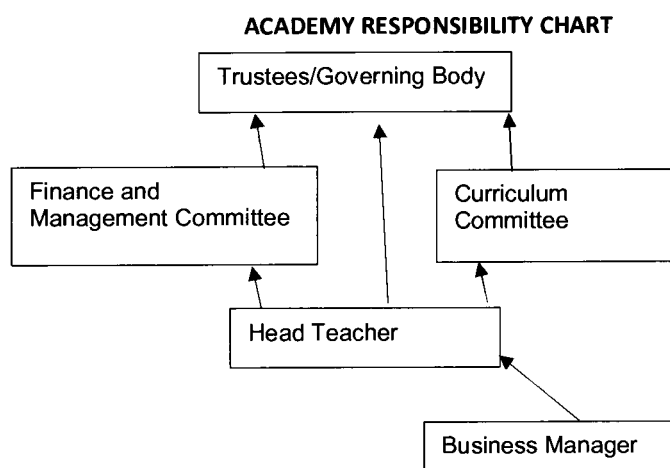 ACADEMY RESPONSIBILITY CHART
Trustees/Governing Body
Finance and
Management Committee
Curriculum
Committee
Head Teacher
Business Manager